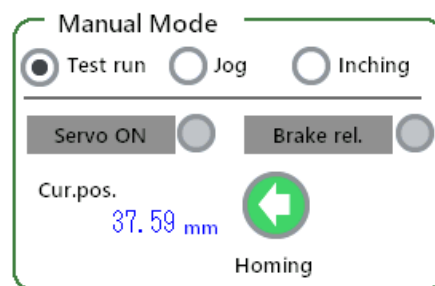 Manual Mode
Test run Jog Inching
Servo ON Brake rel.
Cur.pos.
37.59 mm
Homing